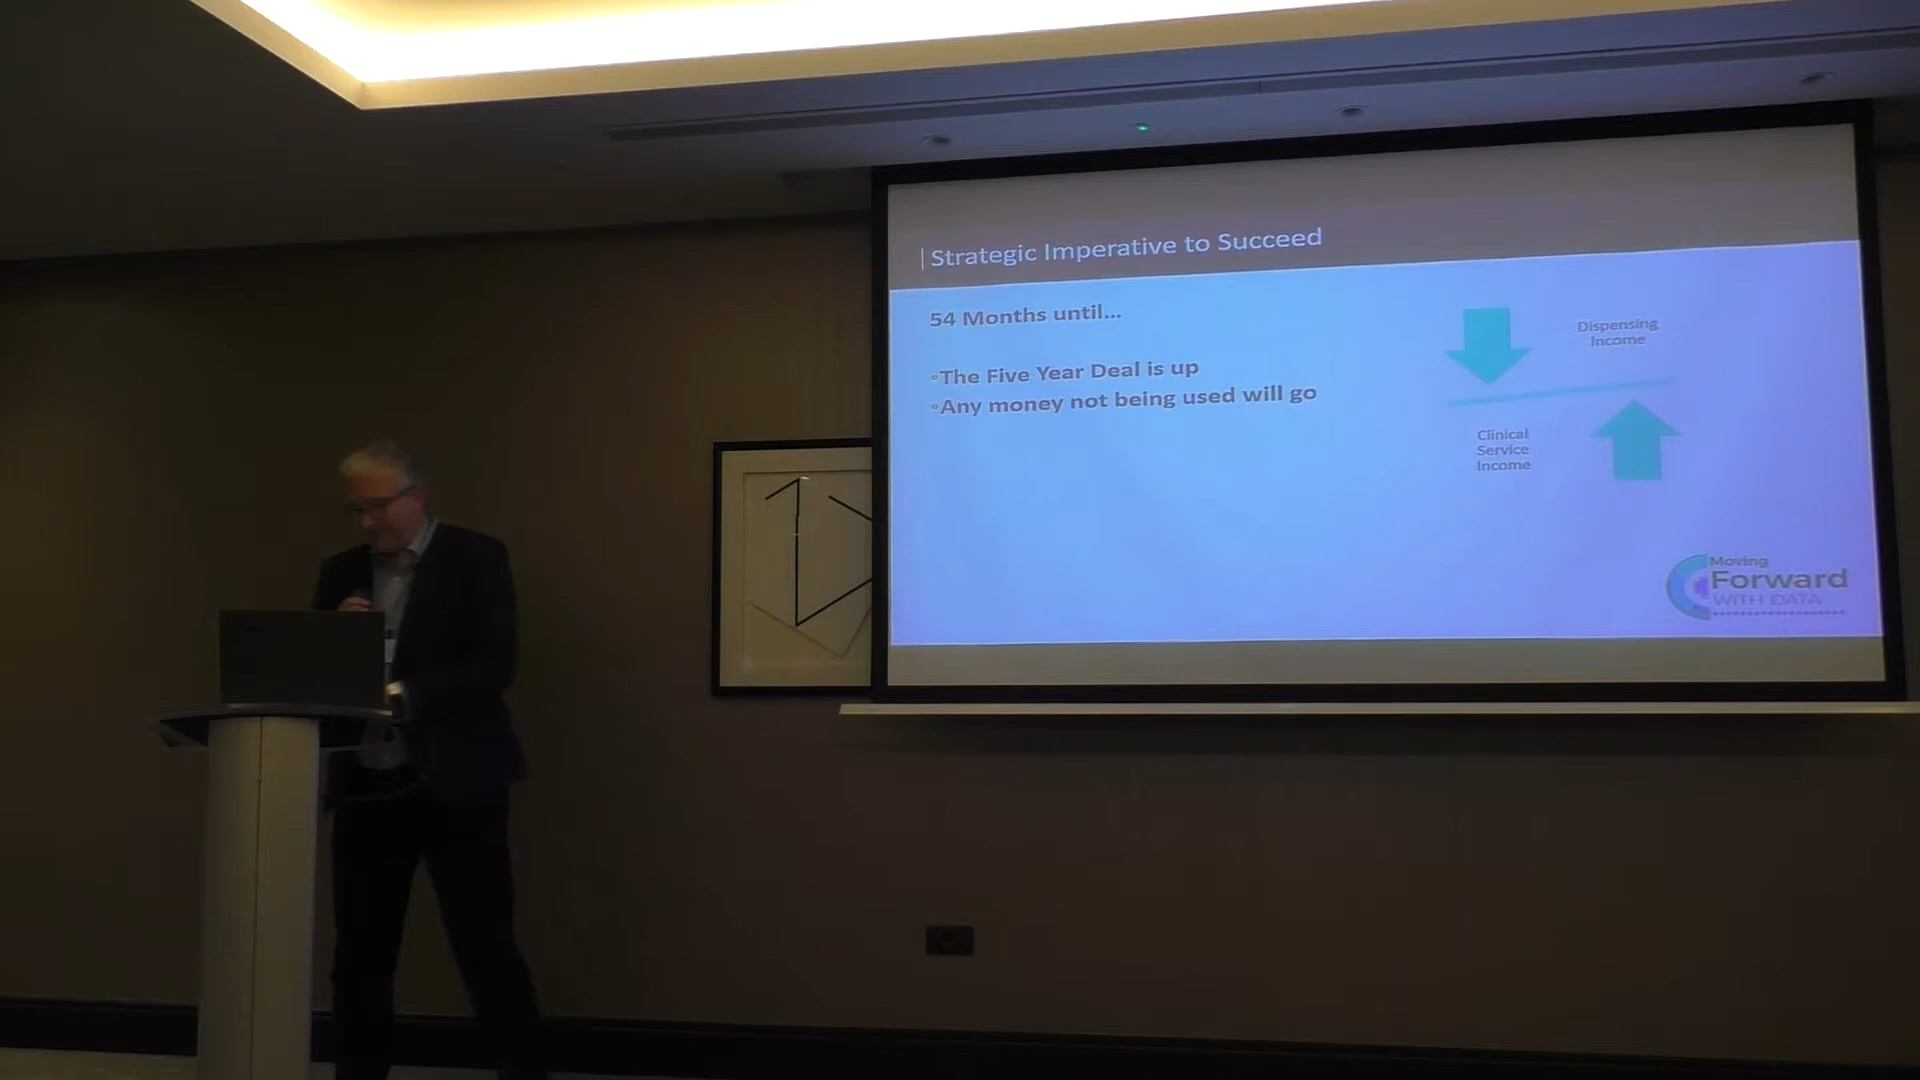 | Strategic Imperative to Succeed
54 Months until...
◦The Five Year Deal is up
◦Any money not being used will go
Dispensing
Income
Clinical
Service
Income
Moving
Forward
WITH DATA